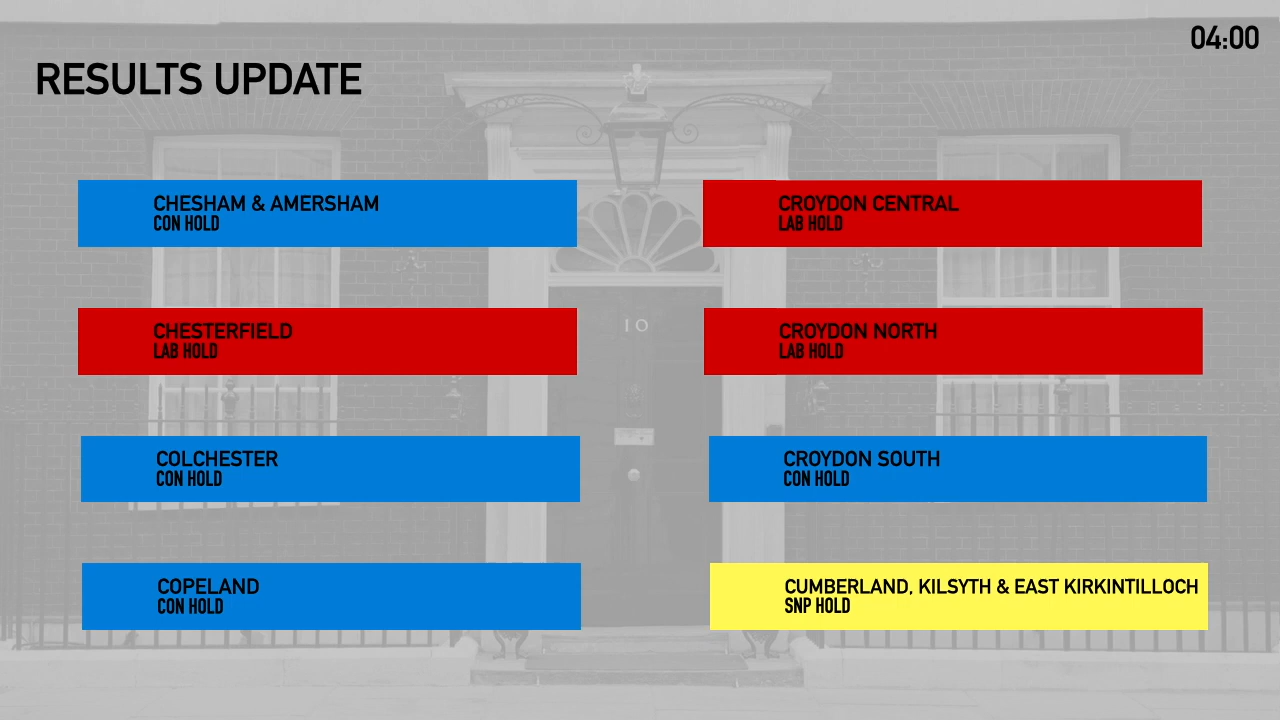 04:00
RESULTS UPDATE
CHESHAM & AMERSHAM
CON HOLD
CHESTERFIELD
LAB HOLD
COLCHESTER
CON HOLD
COPELAND
CON HOLD
CROYDON CENTRAL
LAB HOLD
CROYDON NORTH
LAB HOLD
CROYDON SOUTH
CON HOLD
CUMBERLAND, KILSYTH & EAST KIRKINTILLOCH
SNP HOLD
10